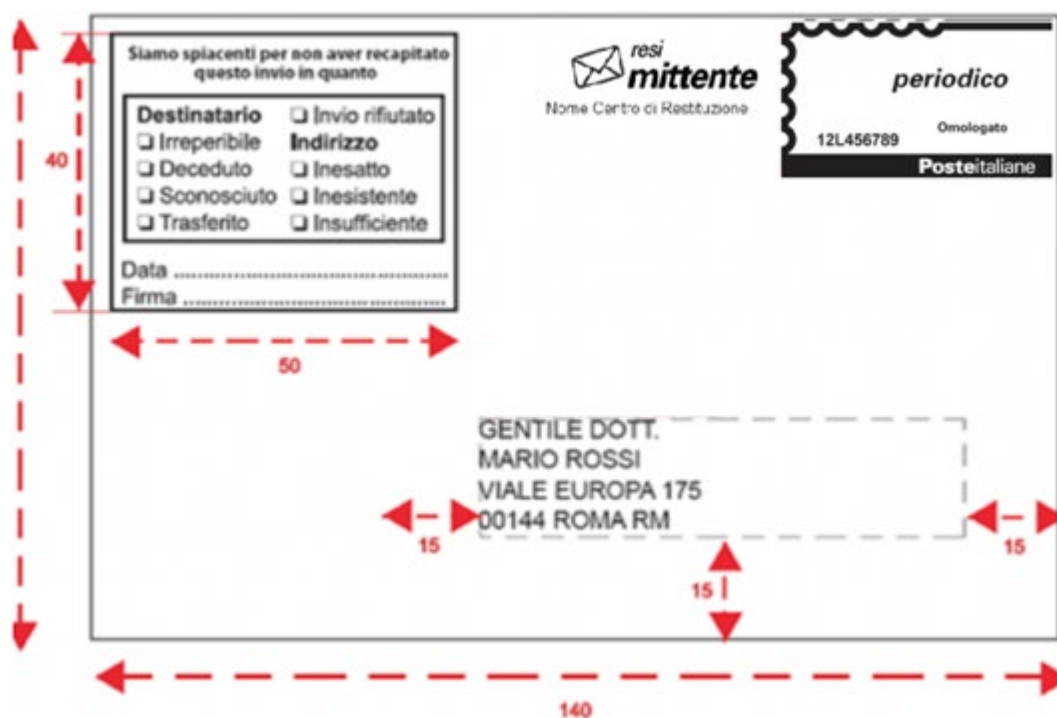 Siamo spiacenti per non aver recapitato
questo invio in quanto
Destinatario
❑ Irreperibile
❑ Deceduto
❑ Sconosciuto
❑ Trasferito
❑ Invio rifiutato
Indirizzo
❑ Inesatto
❑ Inesistente
❑ Insufficiente
Data ..........................................
Firma ........................................
40
50
resi
mittente
Nome Centro di Restituzione
periodico
Omologato
12L456789
Posteitaliane
GENTILE DOTT.
MARIO ROSSI
VIALE EUROPA 175
00144 ROMA RM
15
15
15
140